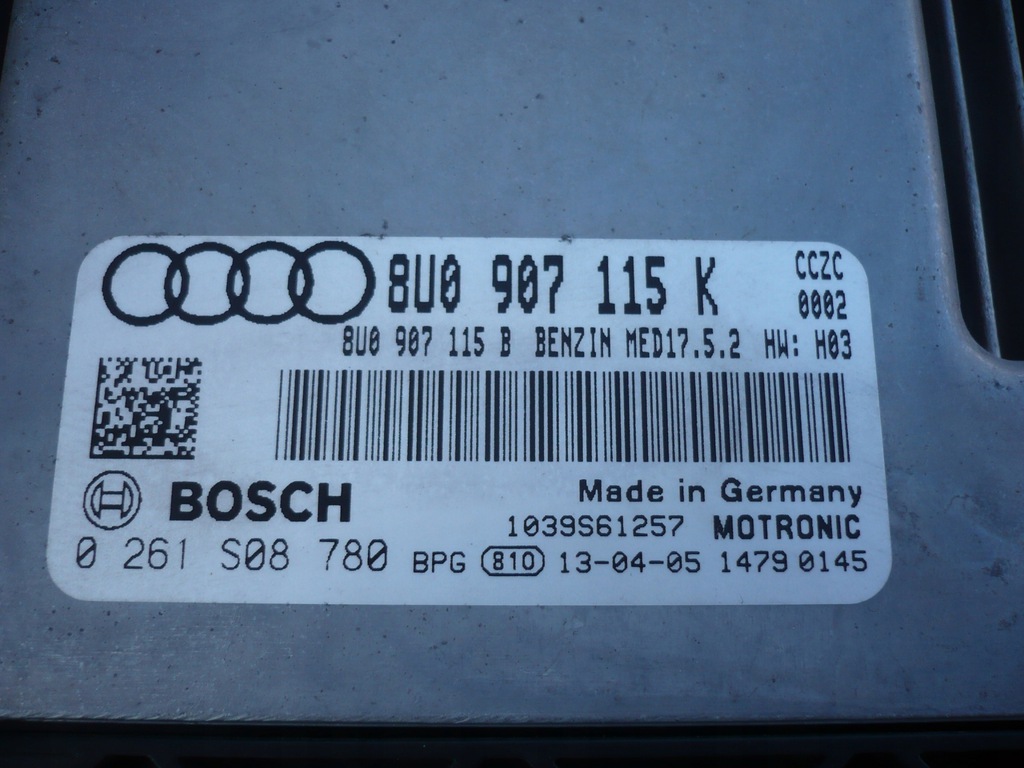 8U0 907 115 K CCZC
0002
8U0 907 115 B BENZIN MED17.5.2 HW: H03
BOSCH Made in Germany
1039S61257 MOTRONIC
0 261 S08 780 BPG 810 13-04-05 1479 0145